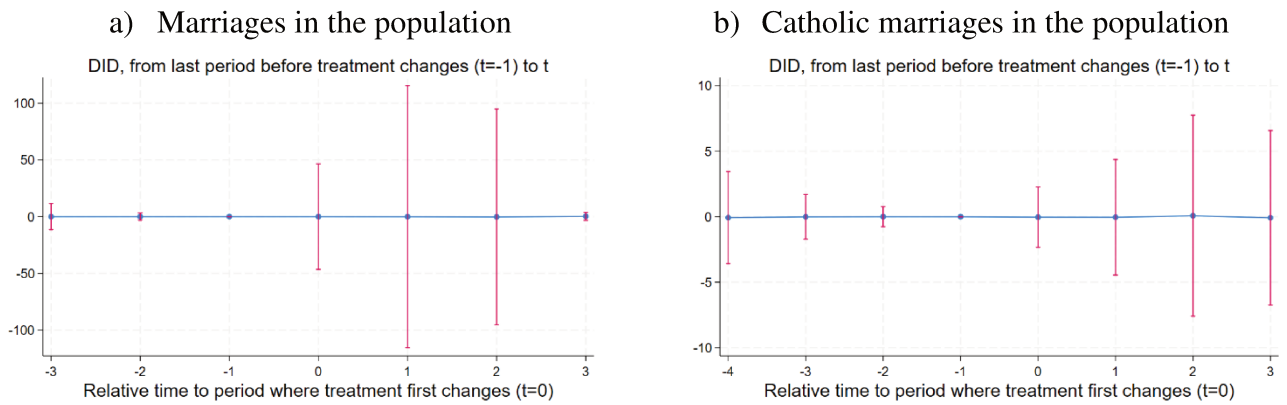 a) Marriages in the population
DID, from last period before treatment changes (t=-1) to t
100
50
0
-50
-100
-3 -2 -1 0 1 2 3
Relative time to period where treatment first changes (t=0)
b) Catholic marriages in the population
DID, from last period before treatment changes (t=-1) to t
10
5
0
-5
-10
-4 -3 -2 -1 0 1 2 3
Relative time to period where treatment first changes (t=0)